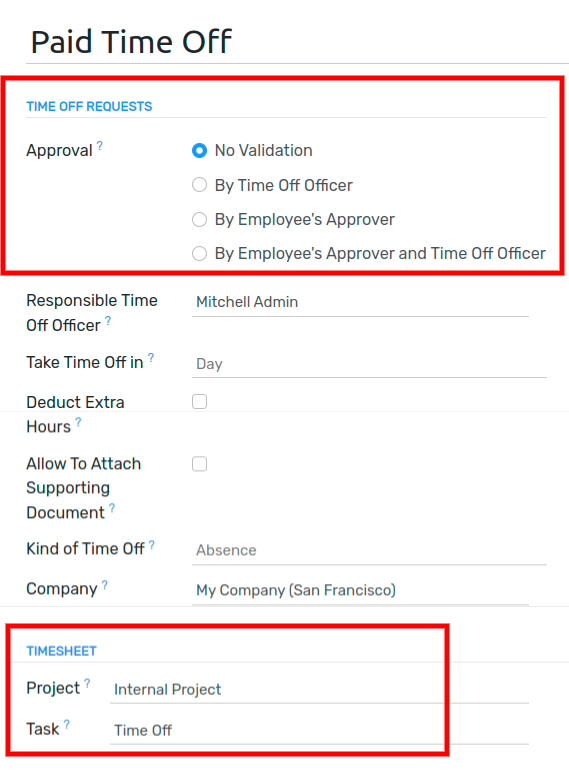 Paid Time Off
TIME OFF REQUESTS
Approval ? No Validation
By Time Off Officer
By Employee's Approver
By Employee's Approver and Time Off Officer
Responsible Time
Off Officer ? Mitchell Admin
Take Time Off in ? Day
Deduct Extra
Hours ?
Allow To Attach
Supporting
Document ?
Kind of Time Off ? Absence
Company ? My Company (San Francisco)
TIMESHEET
Project ? Internal Project
Task ? Time Off